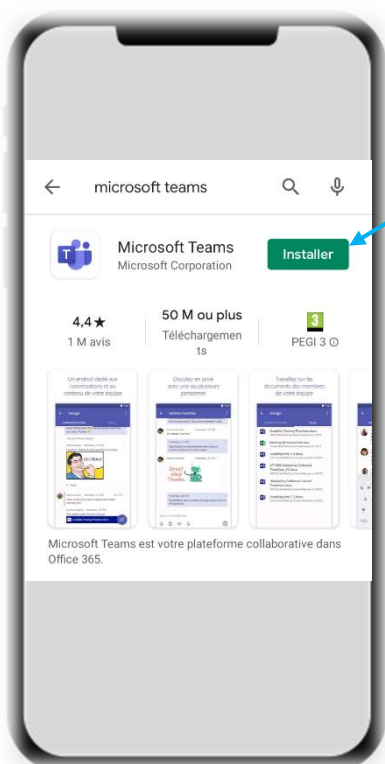 microsoft teams
Microsoft Teams
Microsoft Corporation
Installer
4,4★
1 M avis
50 M ou plus
Téléchargemen
ts
3
PEGI 3
Un endroit dédié aux
conversations et au
contenu de votre équipe
Discutez en privé
avec une ou plusieurs
personnes
Travaillez sur les
documents des membres
de votre équipe
Microsoft Teams est votre plateforme collaborative dans
Office 365.